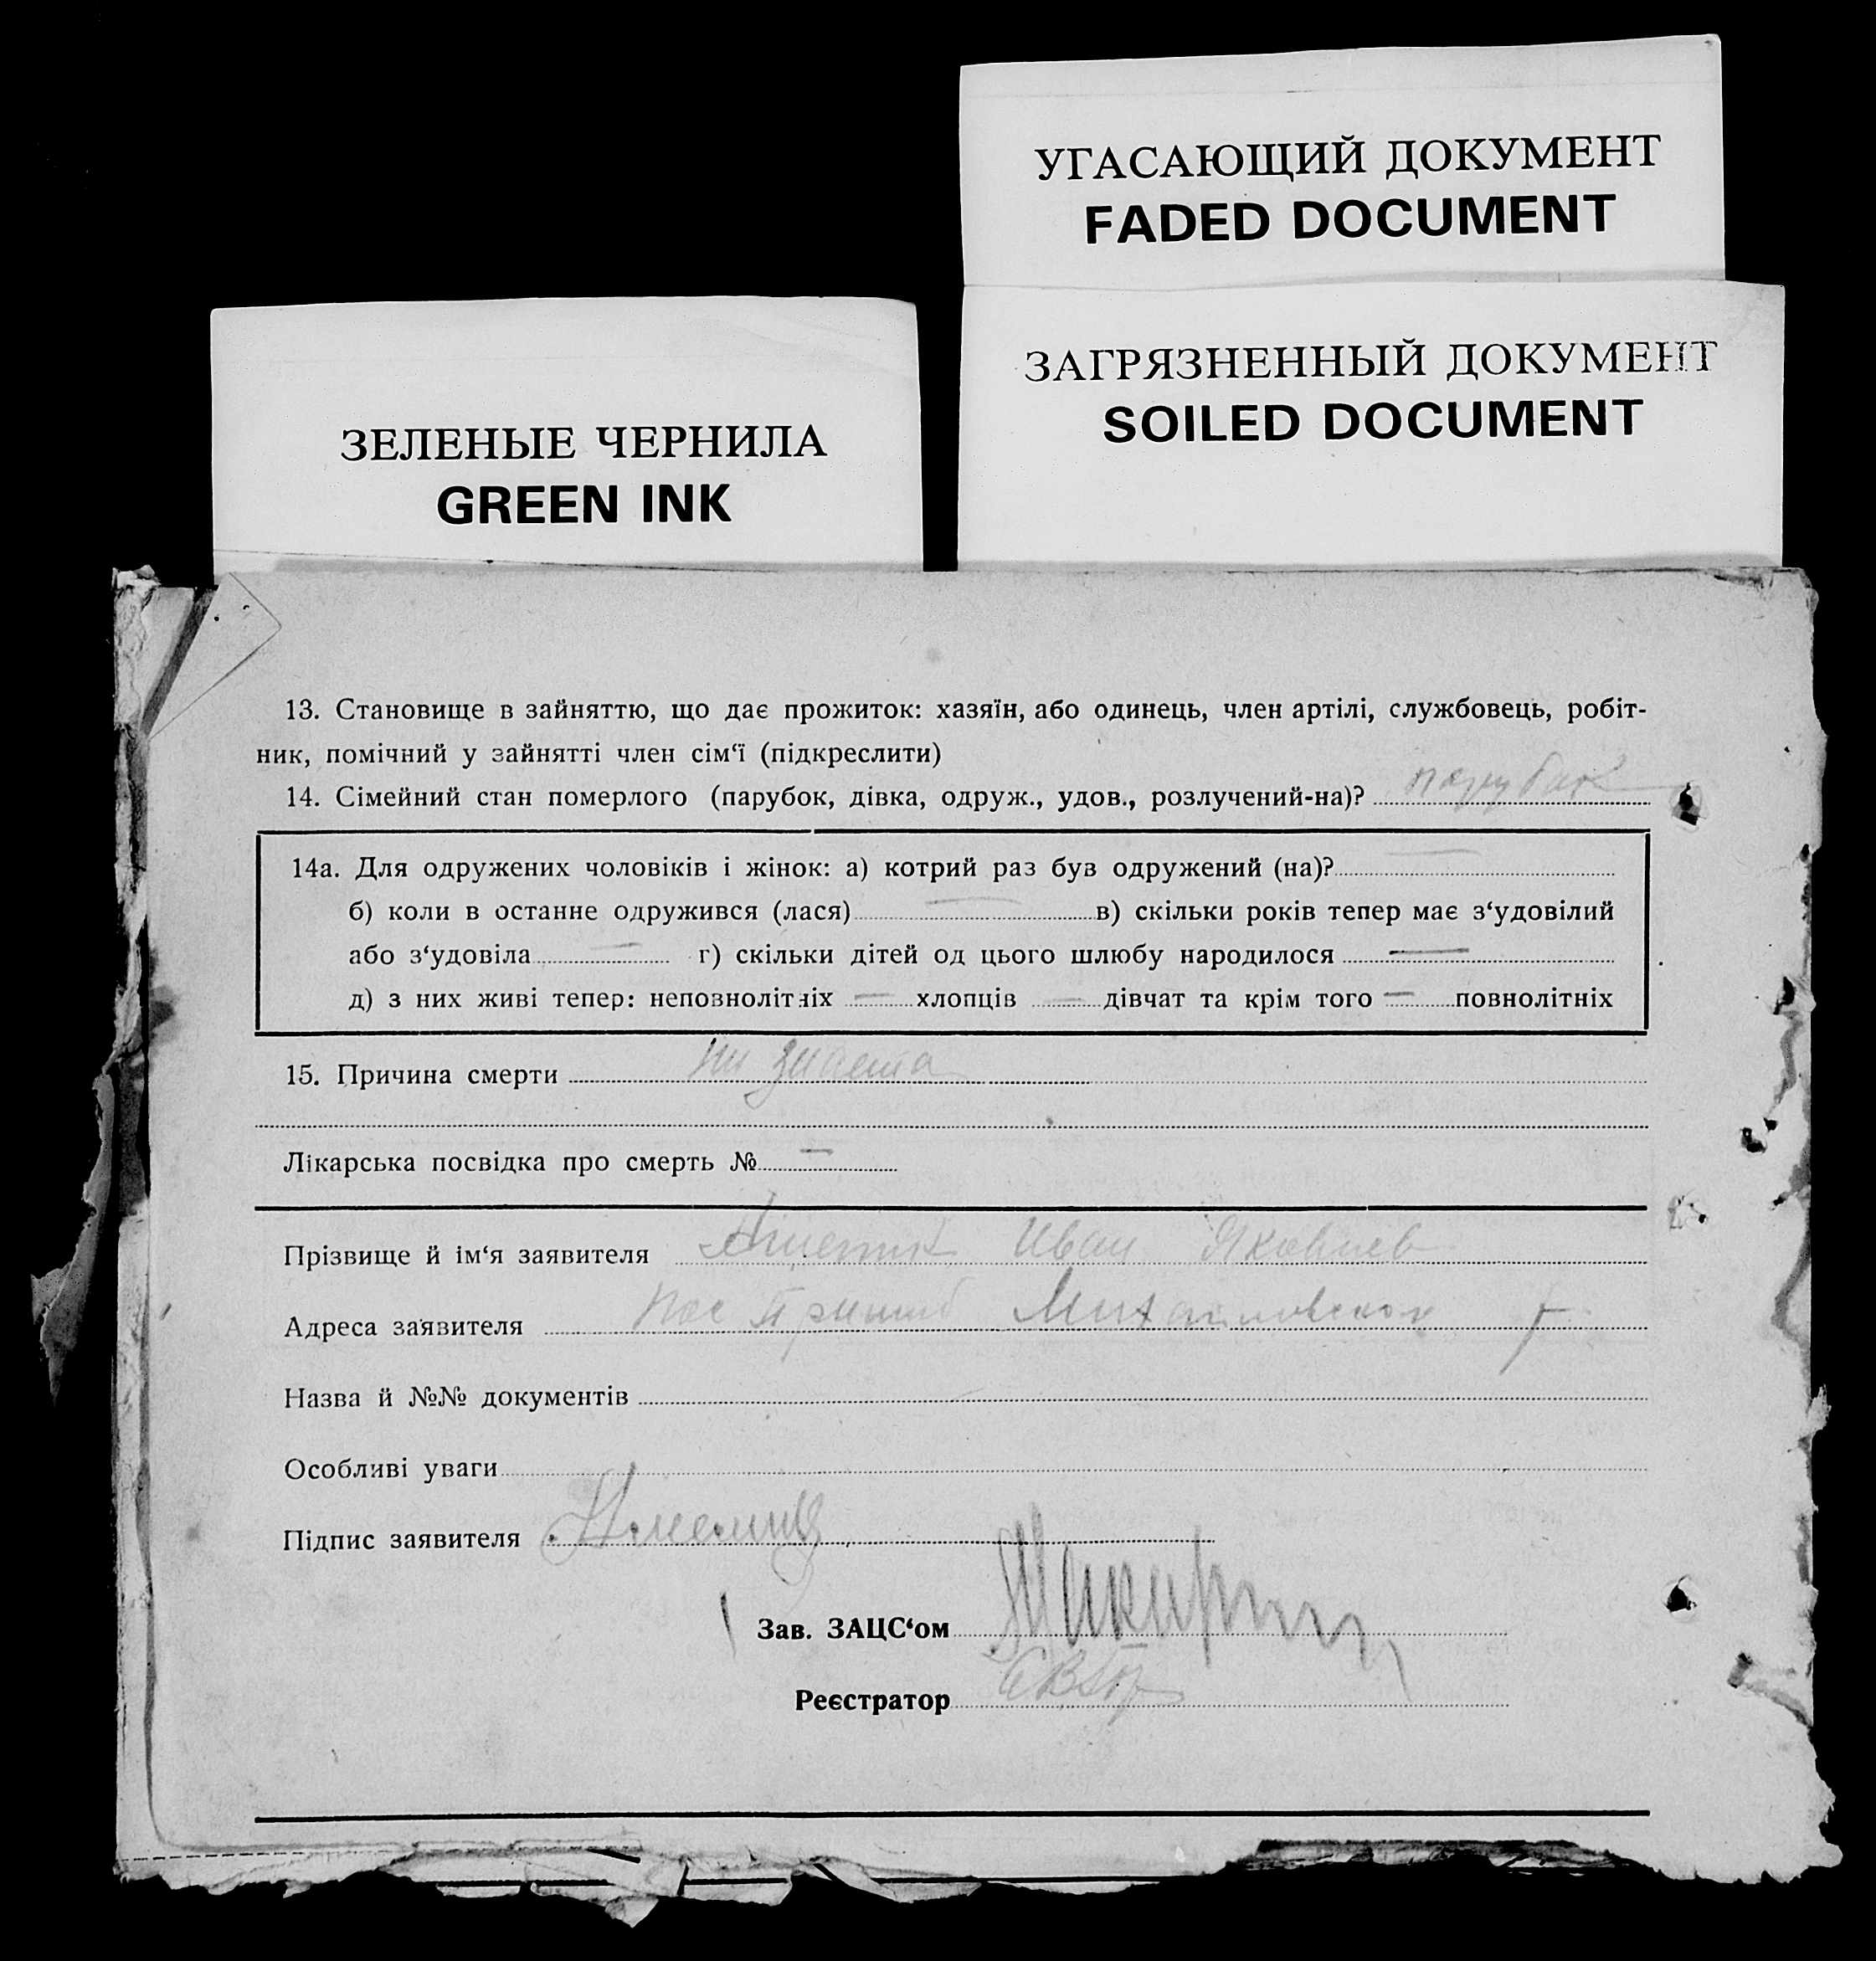 УГАСАЮЩИЙ ДОКУМЕНТ
FADED DOCUMENT
ЗАГРЯЗНЕННЫЙ ДОКУМЕНТ
SOILED DOCUMENT
ЗЕЛЕНЫЕ ЧЕРНИЛА
GREEN INK
13. Становище в зайняттю, що дає прожиток: хазяїн, або одинець, член артілі, службовець, робіт-
ник, помічний у зайнятті член сім‘ї (підкреслити)
14. Сімейний стан померлого (парубок, дівка, одруж., удов., розлучений-на)? парубок
14а. Для одружених чоловіків і жінок: а) котрий раз був одружений (на)? —
б) коли в останне одружився (лася) — в) скільки років тепер має з‘удовілий
або з‘удовіла — г) скільки дітей од цього шлюбу народилося —
д) з них живі тепер: неповнолітніх — хлопців — дівчат та крім того — повнолітніх
15. Причина смерти
Лікарська посвідка про смерть № —
Прізвище й ім‘я заявителя Иван Яковлев
Адреса заявителя
Назва й №№ документів
Особливі уваги
Підпис заявителя
Зав. ЗАЦС‘ом
Реєстратор